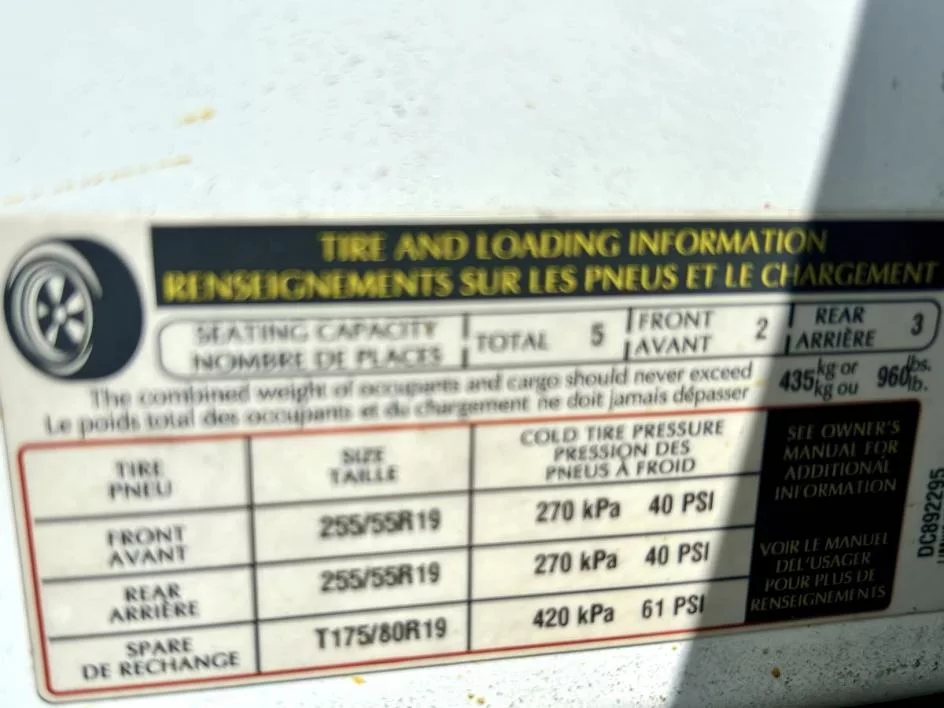 TIRE AND LOADING INFORMATION
RENSEIGNEMENTS SUR LES PNEUS ET LE CHARGEMENT
SEATING CAPACITY
NOMBRE DE PLACES
TOTAL 5
FRONT
AVANT
2
REAR
ARRIÈRE
3
The combined weight of occupants and cargo should never exceed 435 kg or 960 lbs.
Le poids total des occupants et du chargement ne doit jamais dépasser kg ou lb.
TIRE
PNEU
SIZE
TAILLE
COLD TIRE PRESSURE
PRESSION DES
PNEUS À FROID
FRONT
AVANT
255/55R19
270 kPa 40 PSI
REAR
ARRIÈRE
255/55R19
270 kPa 40 PSI
SPARE
DE RECHANGE
T175/80R19
420 kPa 61 PSI
SEE OWNER'S
MANUAL FOR
ADDITIONAL
INFORMATION
VOIR LE MANUEL
DEL'USAGER
POUR PLUS DE
RENSEIGNEMENTS
DC892295